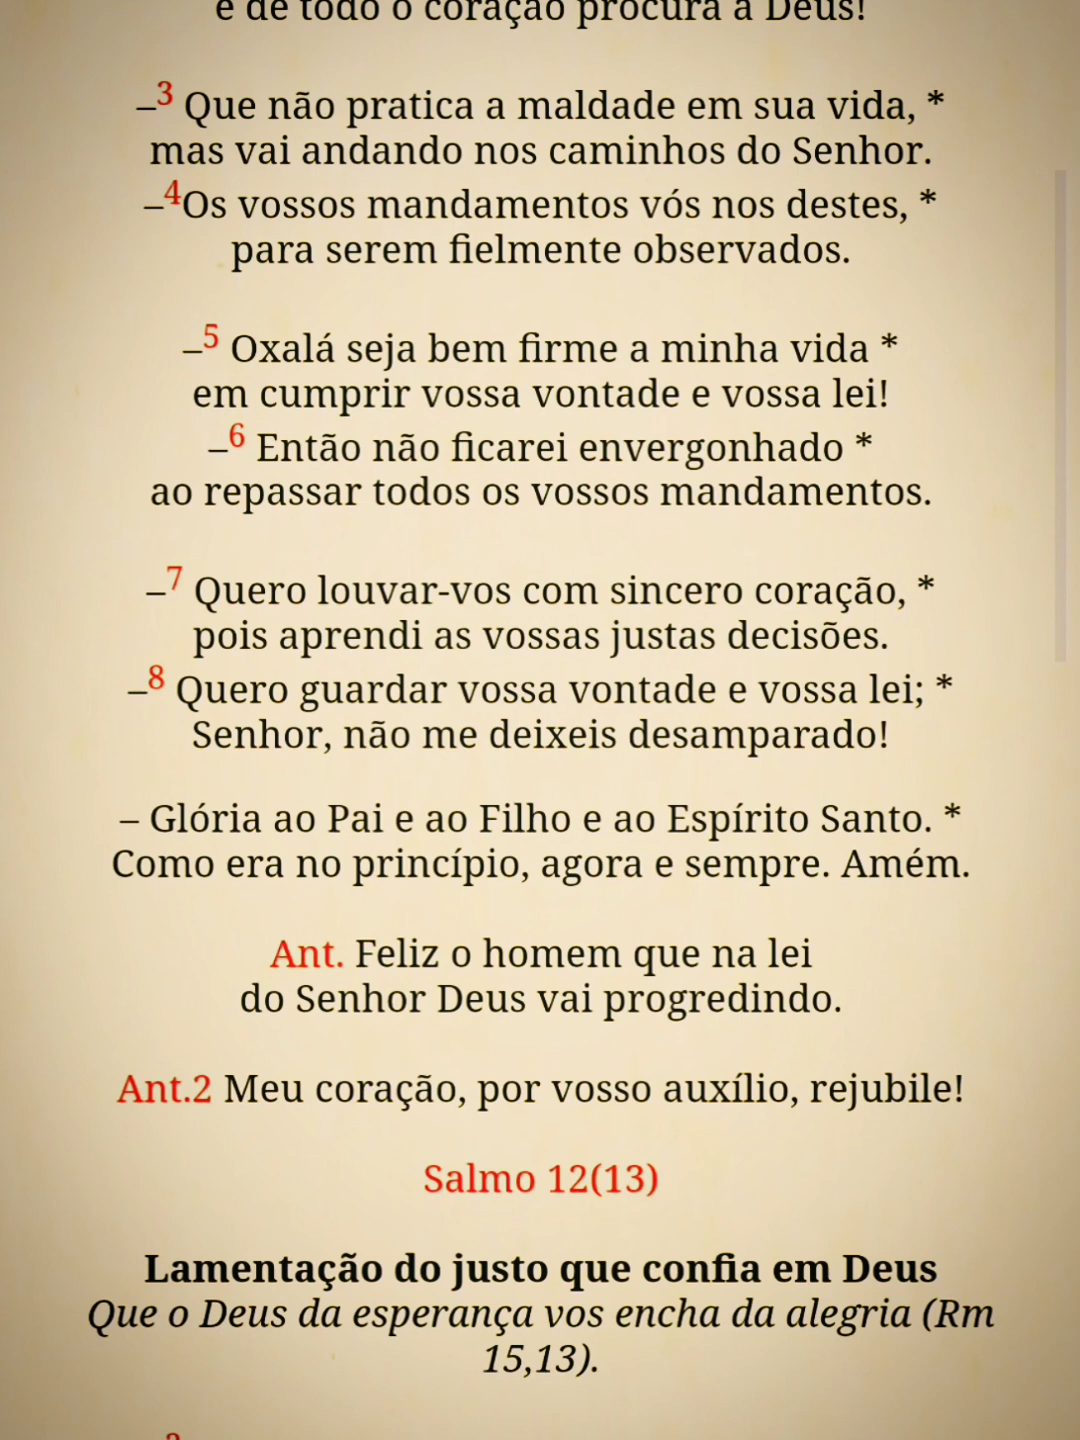 e de todo o coração procura a Deus!
–3 Que não pratica a maldade em sua vida, *
mas vai andando nos caminhos do Senhor.
–4Os vossos mandamentos vós nos destes, *
para serem fielmente observados.
–5 Oxalá seja bem firme a minha vida *
em cumprir vossa vontade e vossa lei!
–6 Então não ficarei envergonhado *
ao repassar todos os vossos mandamentos.
–7 Quero louvar-vos com sincero coração, *
pois aprendi as vossas justas decisões.
–8 Quero guardar vossa vontade e vossa lei; *
Senhor, não me deixeis desamparado!
– Glória ao Pai e ao Filho e ao Espírito Santo. *
Como era no princípio, agora e sempre. Amém.
Ant. Feliz o homem que na lei
do Senhor Deus vai progredindo.
Ant.2 Meu coração, por vosso auxílio, rejubile!
Salmo 12(13)
Lamentação do justo que confia em Deus
Que o Deus da esperança vos encha da alegria (Rm
15,13).